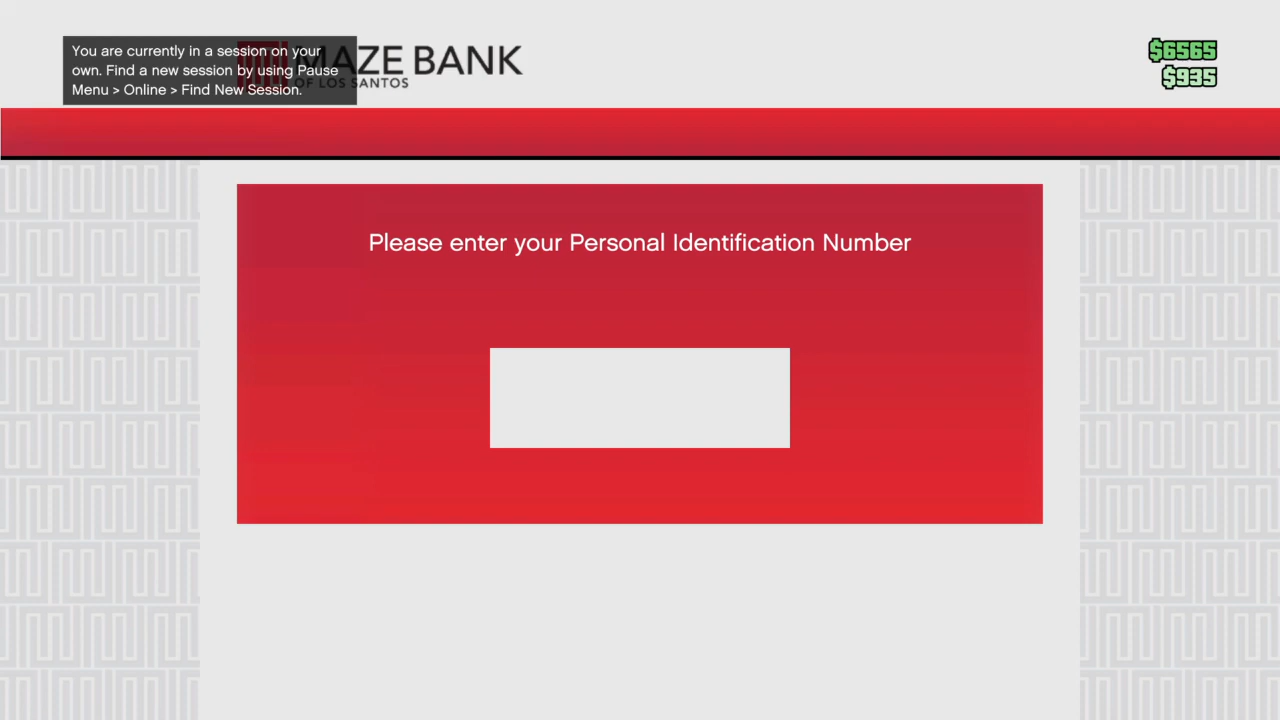 You are currently in a session on your
own. Find a new session by using Pause
Menu > Online > Find New Session.
MAZE BANK
OF LOS SANTOS
$6565
$935
Please enter your Personal Identification Number